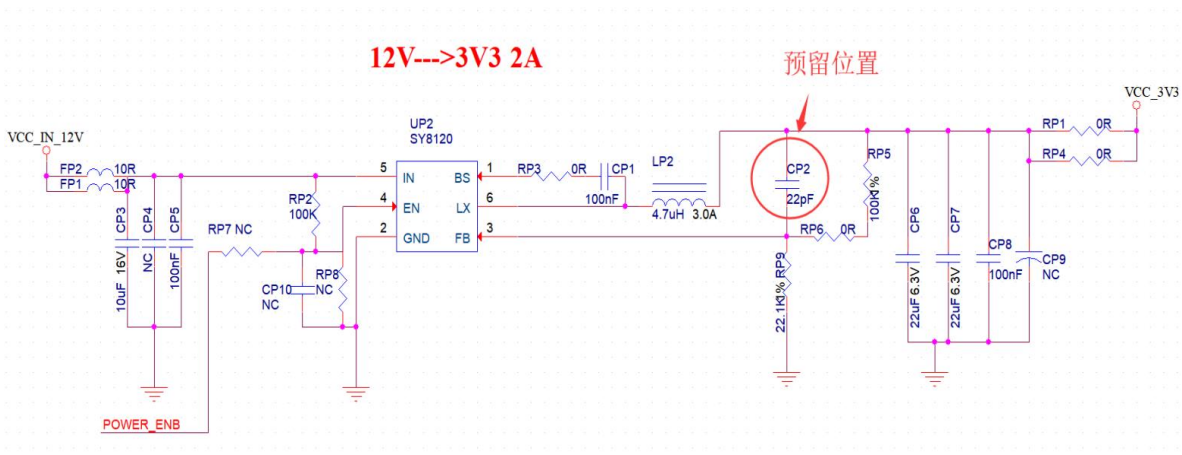 12V--->3V3 2A
预留位置
VCC_3V3
VCC_IN_12V
UP2
SY8120
FP2
10R
FP1
10R
5
IN
BS
1
4
EN
LX
6
2
GND
FB
3
RP3
0R
CP1
100nF
LP2
4.7uH
3.0A
CP2
22pF
RP5
100K
1%
RP6
0R
RP1
0R
RP4
0R
RP2
100K
RP7 NC
CP3
10uF 16V
CP4
NC
CP5
100nF
CP10
NC
RP8
NC
RP9
22.1K
1%
CP6
22uF 6.3V
CP7
22uF 6.3V
CP8
100nF
CP9
NC
POWER_ENB